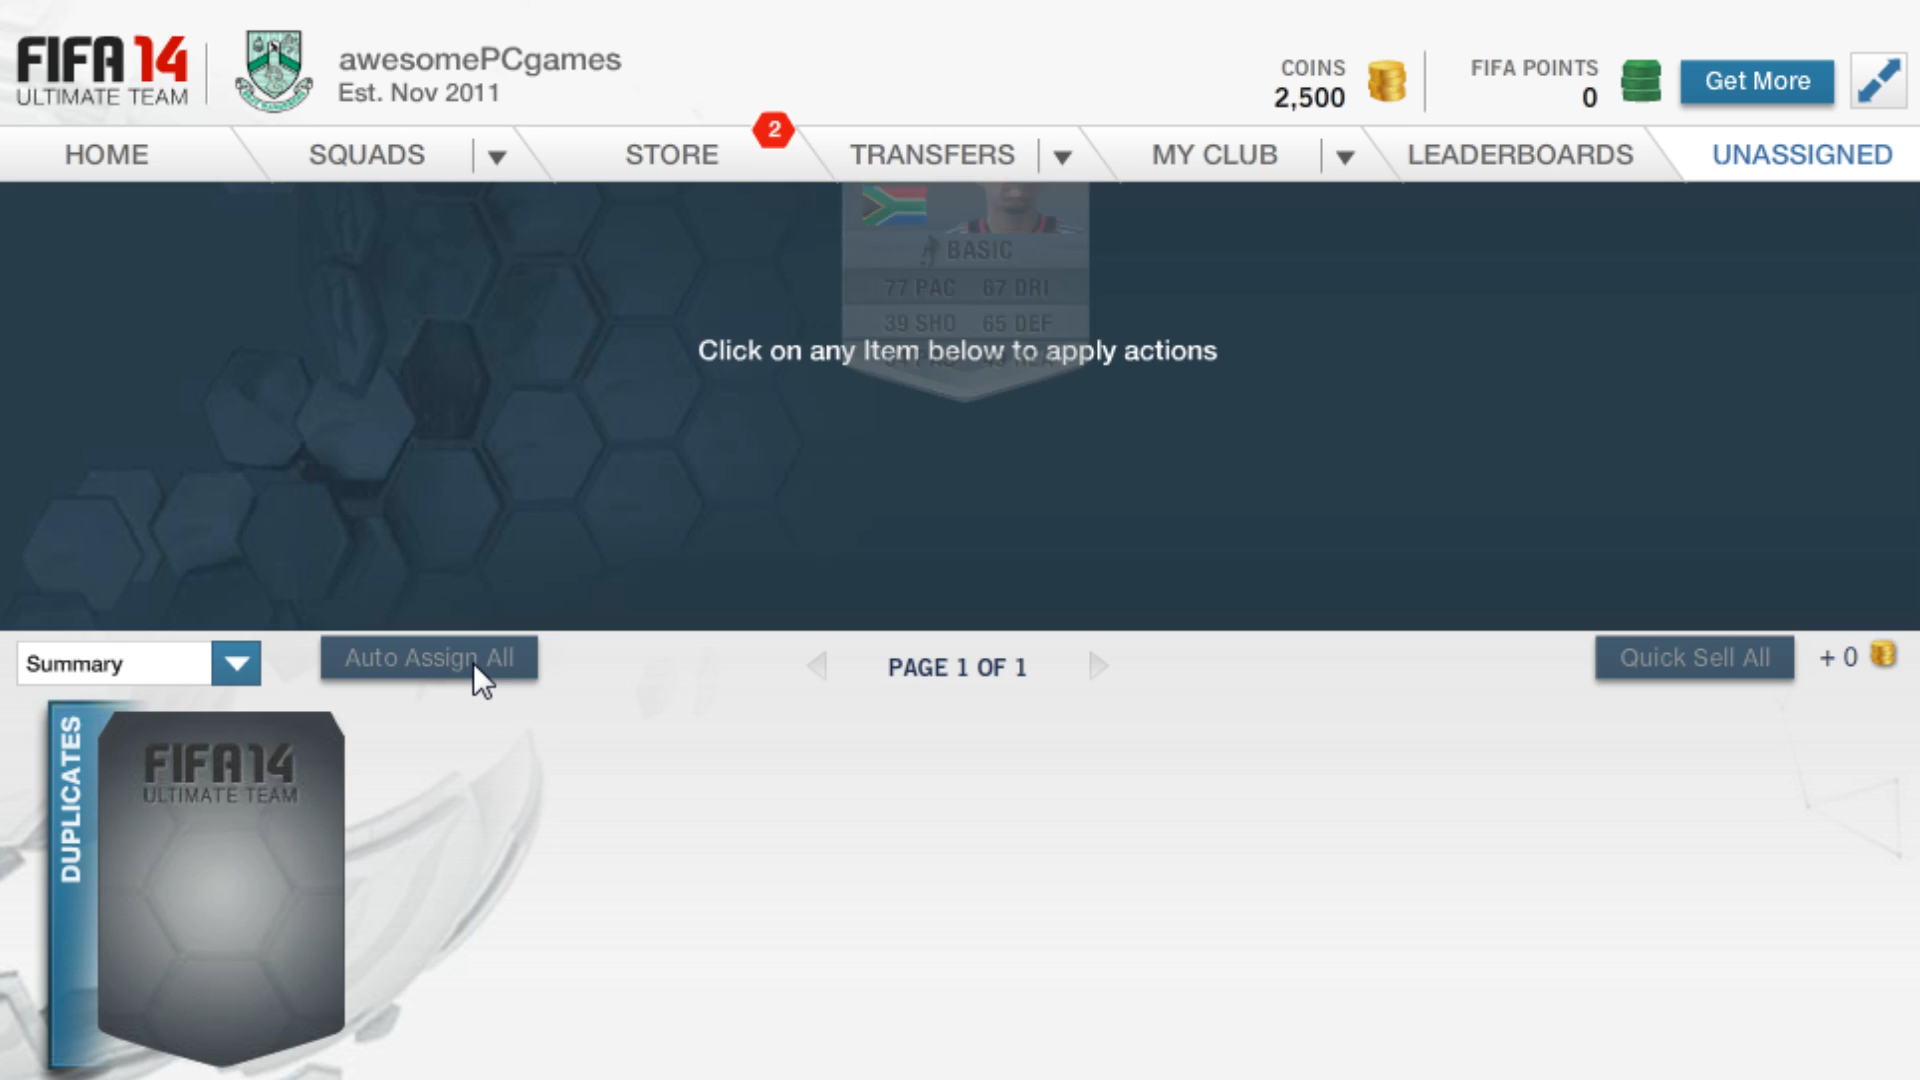 FIFA 14
ULTIMATE TEAM
awesomePCgames
Est. Nov 2011
COINS
2,500
FIFA POINTS
0
Get More
HOME
SQUADS
STORE
2
TRANSFERS
MY CLUB
LEADERBOARDS
UNASSIGNED
BASIC
77 PAC 67 DRI
39 SHO 65 DEF
Click on any Item below to apply actions
Summary
Auto Assign All
PAGE 1 OF 1
Quick Sell All
+ 0
DUPLICATES
FIFA 14
ULTIMATE TEAM